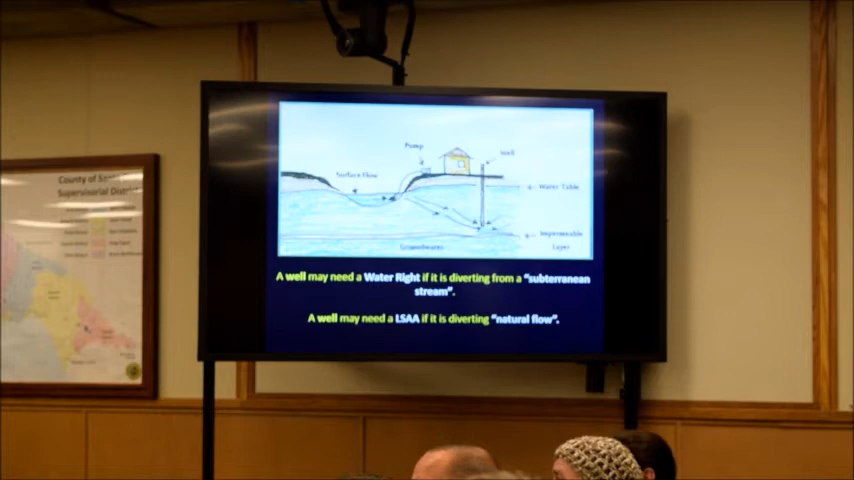 County of
Supervisorial District
Pump
Well
Surface Flow
Water Table
Impermeable
Layer
Groundwater
A well may need a Water Right if it is diverting from a “subterranean
stream”.
A well may need a LSAA if it is diverting “natural flow”.